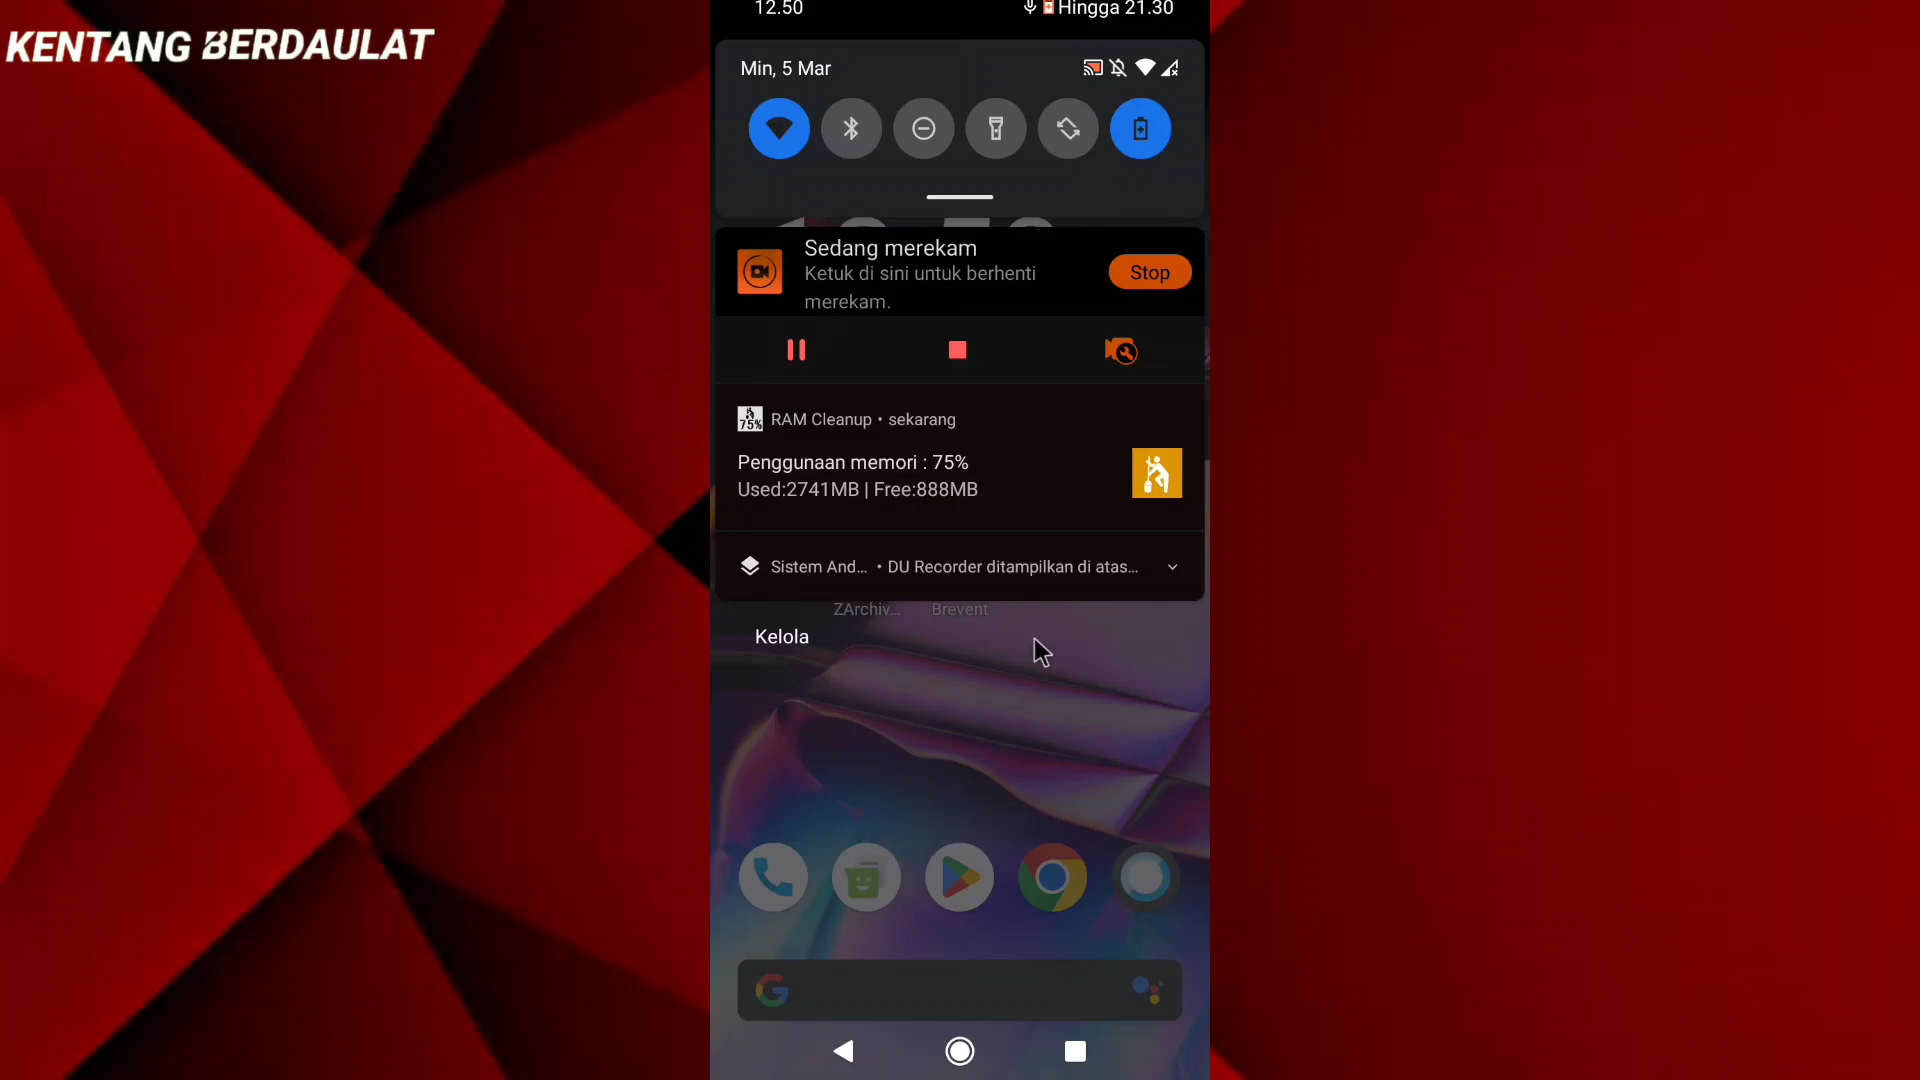 KENTANG BERDAULAT
12.50
Hingga 21.30
Min, 5 Mar
Sedang merekam
Ketuk di sini untuk berhenti
merekam.
Stop
75%
RAM Cleanup • sekarang
Penggunaan memori : 75%
Used:2741MB | Free:888MB
Sistem And... • DU Recorder ditampilkan di atas...
ZArchiv...
Brevent
Kelola